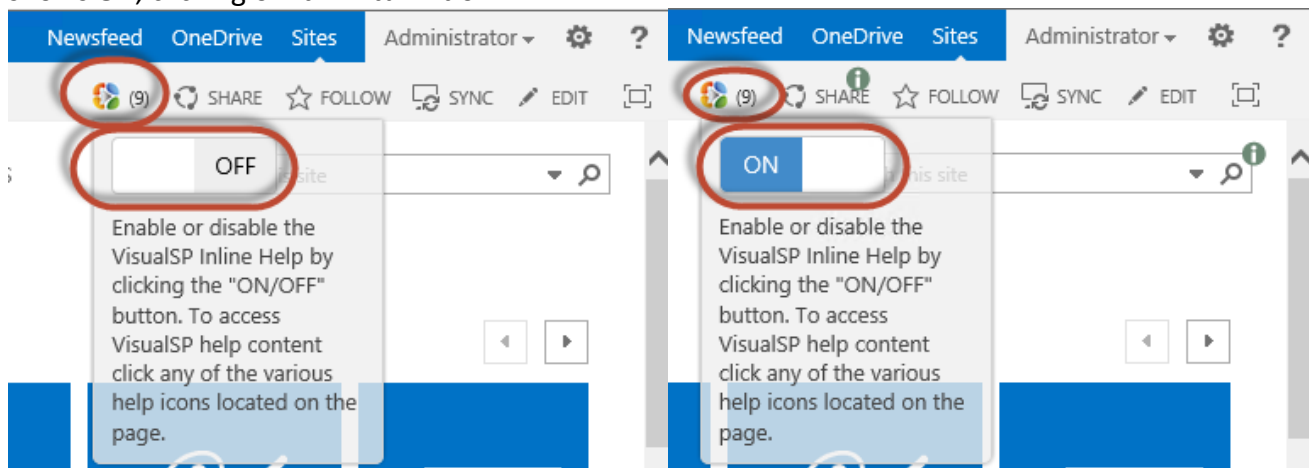 Newsfeed OneDrive Sites Administrator ?
(9) SHARE FOLLOW SYNC EDIT
OFF
site
Enable or disable the
VisualSP Inline Help by
clicking the "ON/OFF"
button. To access
VisualSP help content
click any of the various
help icons located on the
page.
Newsfeed OneDrive Sites Administrator ?
(9) SHARE FOLLOW SYNC EDIT
i
ON
this site
i
Enable or disable the
VisualSP Inline Help by
clicking the "ON/OFF"
button. To access
VisualSP help content
click any of the various
help icons located on the
page.